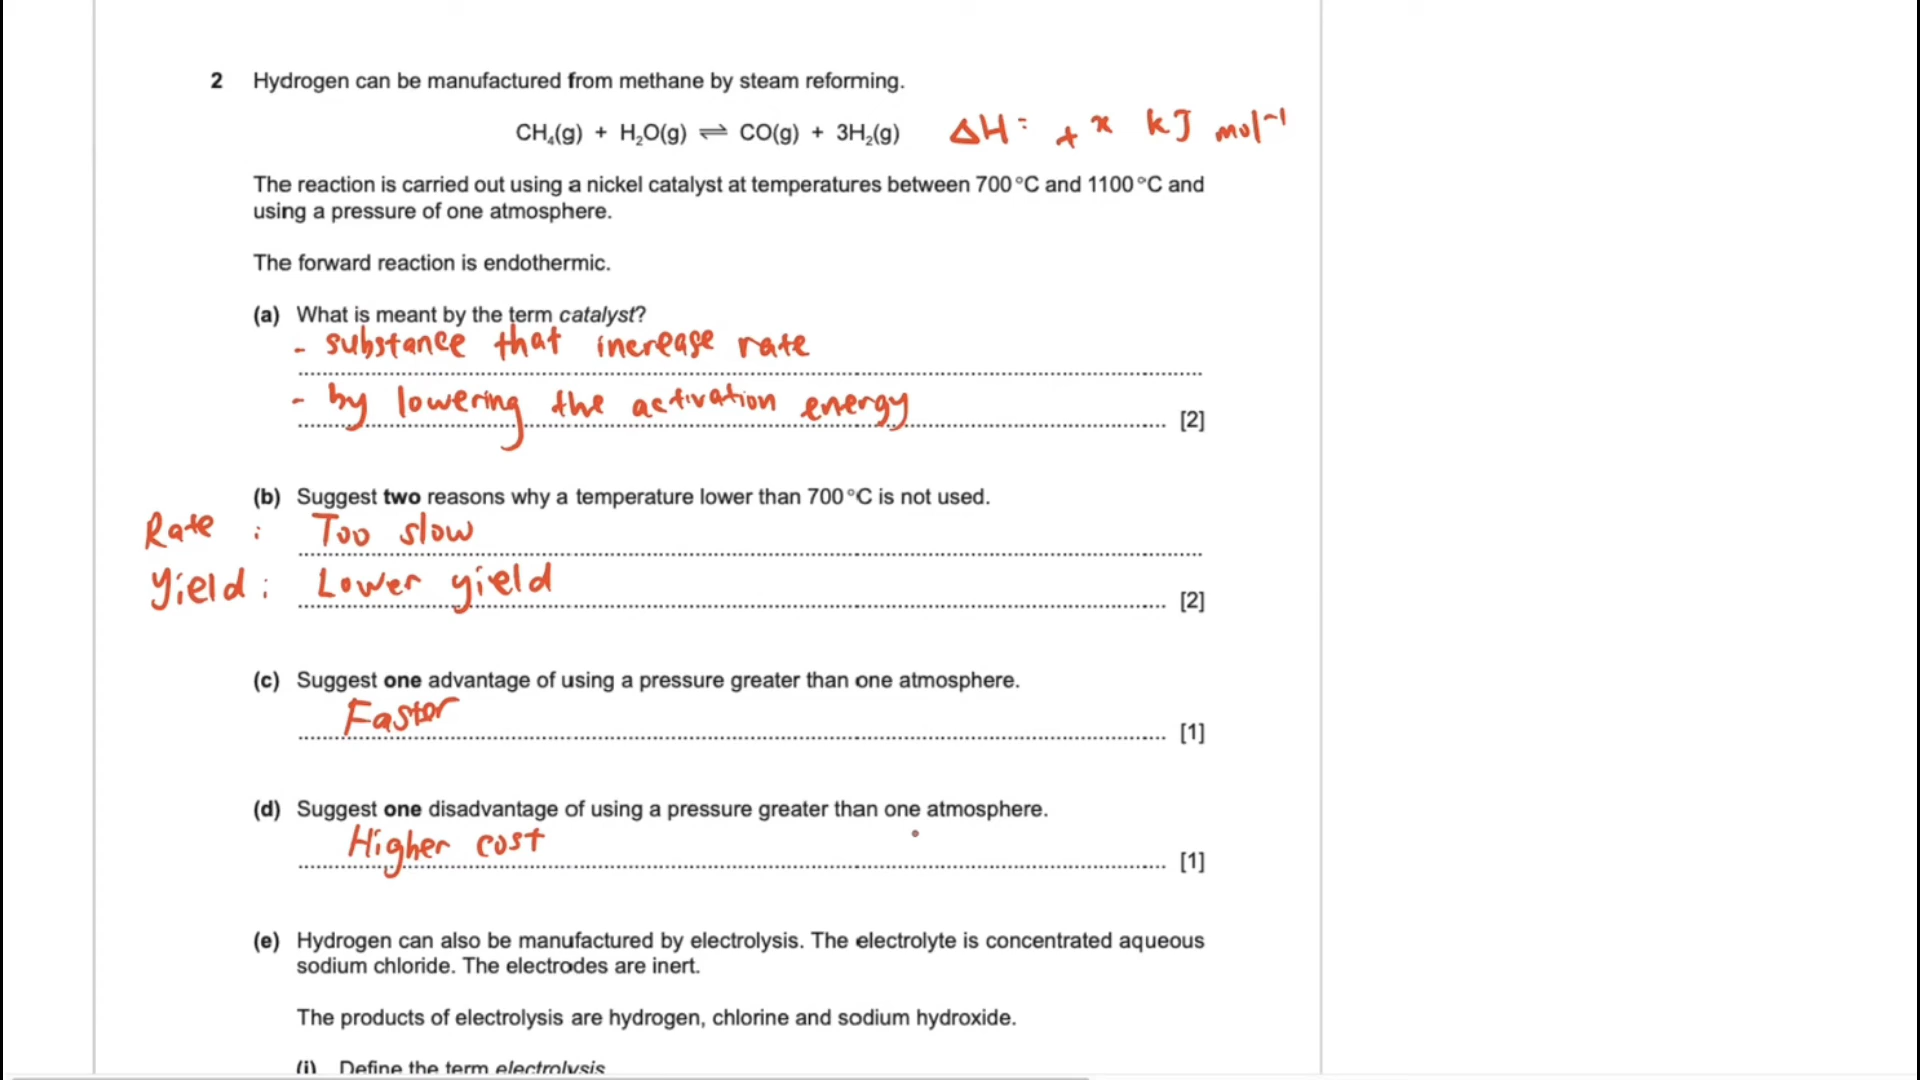 2 Hydrogen can be manufactured from methane by steam reforming.
CH₄(g) + H₂O(g) ⇌ CO(g) + 3H₂(g) ΔH = + x kJ mol⁻¹
The reaction is carried out using a nickel catalyst at temperatures between 700 °C and 1100 °C and
using a pressure of one atmosphere.
The forward reaction is endothermic.
(a) What is meant by the term catalyst?
- substance that increase rate
- by lowering the activation energy
[2]
(b) Suggest two reasons why a temperature lower than 700 °C is not used.
Rate : Too slow
Yield : Lower yield
[2]
(c) Suggest one advantage of using a pressure greater than one atmosphere.
Faster
[1]
(d) Suggest one disadvantage of using a pressure greater than one atmosphere.
Higher cost
[1]
(e) Hydrogen can also be manufactured by electrolysis. The electrolyte is concentrated aqueous
sodium chloride. The electrodes are inert.
The products of electrolysis are hydrogen, chlorine and sodium hydroxide.
(i) Define the term electrolysis